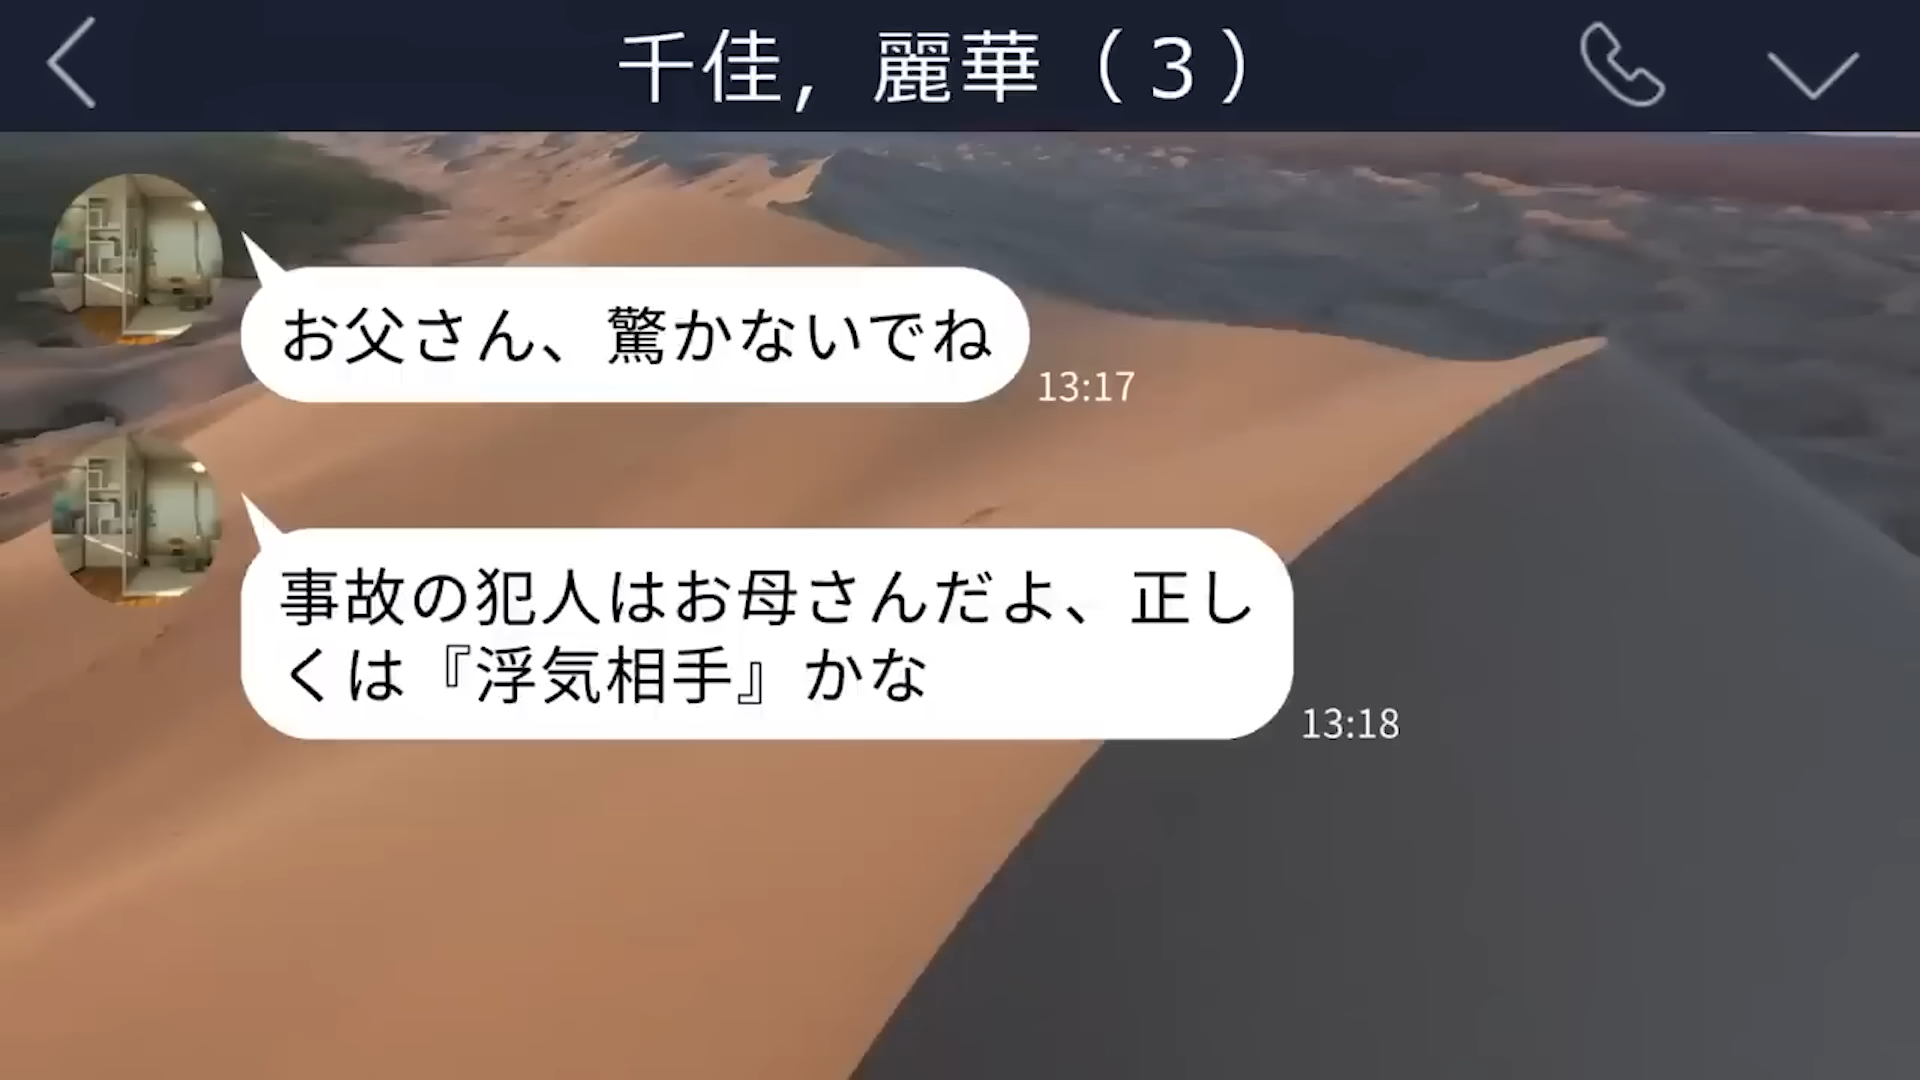 千佳，麗華（３）
お父さん、驚かないでね
13:17
事故の犯人はお母さんだよ、正し
くは『浮気相手』かな
13:18